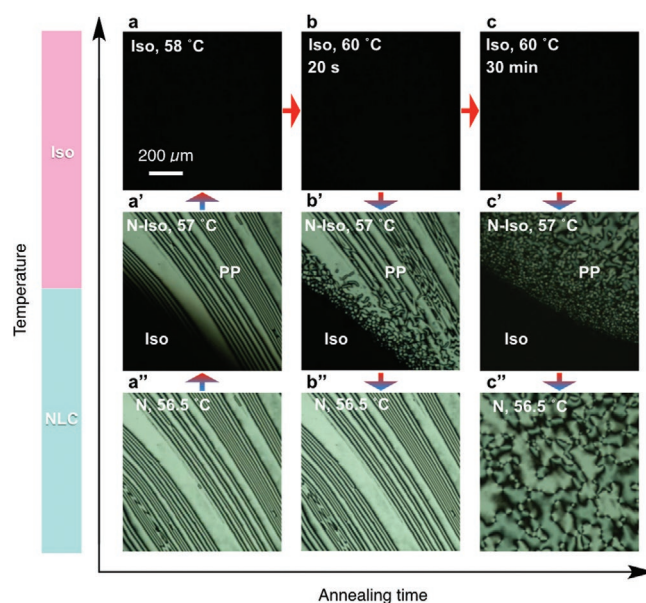 a
Iso, 58 ˚C
200 µm
b
Iso, 60 ˚C
20 s
c
Iso, 60 ˚C
30 min
a’
N-Iso, 57 ˚C
PP
Iso
b’
N-Iso, 57 ˚C
PP
Iso
c’
N-Iso, 57 ˚C
PP
Iso
a’’
N, 56.5 ˚C
b’’
N, 56.5 ˚C
c’’
N, 56.5 ˚C
Iso
NLC
Temperature
Annealing time